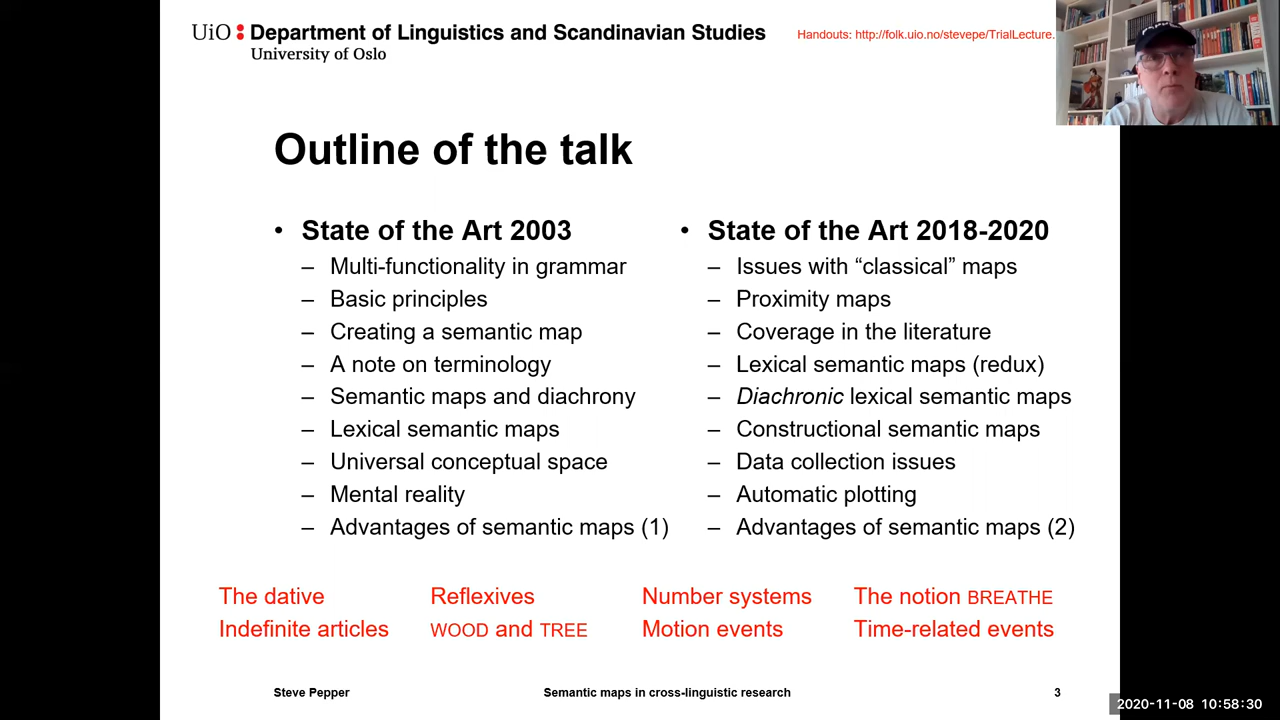 UiO : Department of Linguistics and Scandinavian Studies
University of Oslo
Handouts: http://folk.uio.no/stevepe/TrialLecture.
Outline of the talk
• State of the Art 2003
– Multi-functionality in grammar
– Basic principles
– Creating a semantic map
– A note on terminology
– Semantic maps and diachrony
– Lexical semantic maps
– Universal conceptual space
– Mental reality
– Advantages of semantic maps (1)
• State of the Art 2018-2020
– Issues with “classical” maps
– Proximity maps
– Coverage in the literature
– Lexical semantic maps (redux)
– Diachronic lexical semantic maps
– Constructional semantic maps
– Data collection issues
– Automatic plotting
– Advantages of semantic maps (2)
The dative Reflexives Number systems The notion BREATHE
Indefinite articles WOOD and TREE Motion events Time-related events
Steve Pepper Semantic maps in cross-linguistic research 3
2020-11-08 10:58:30